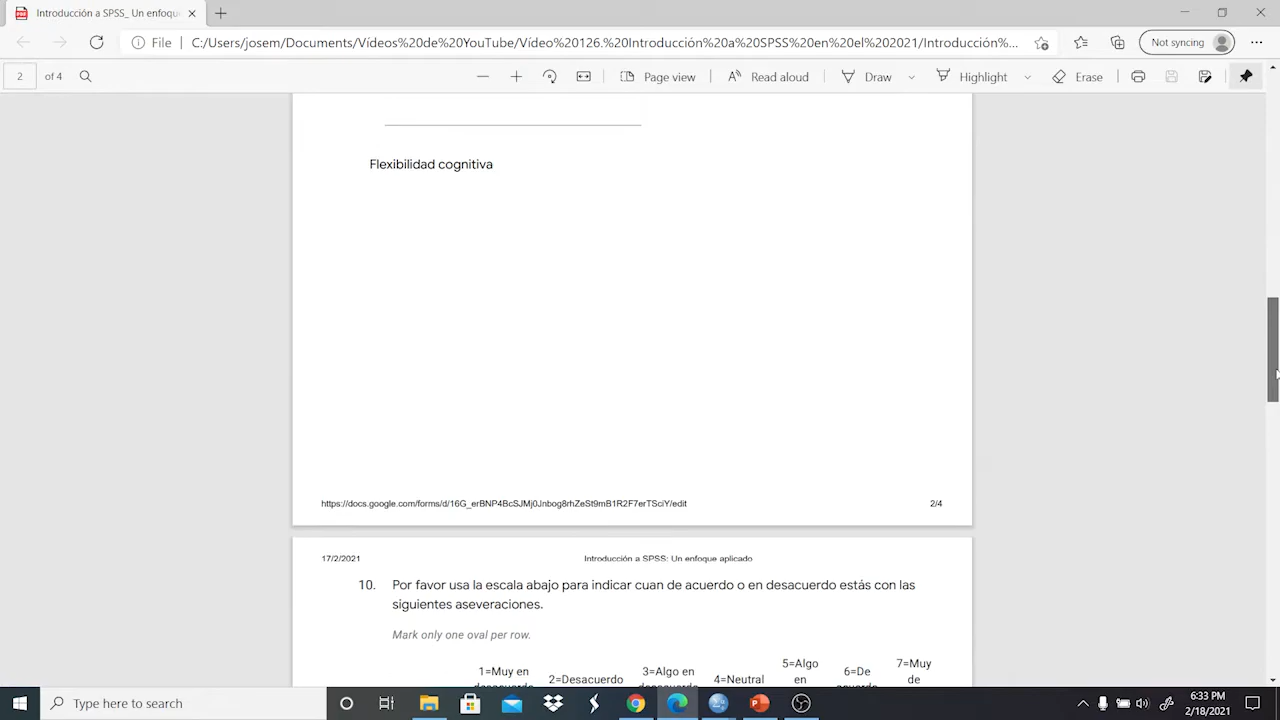 Introducción a SPSS_ Un enfoqu
File
C:/Users/josem/Documents/Vídeos%20de%20YouTube/Vídeo%20126.%20Introducción%20a%20SPSS%20en%20el%202021/Introducción%...
Not syncing
2 of 4
Page view
Read aloud
Draw
Highlight
Erase
Flexibilidad cognitiva
https://docs.google.com/forms/d/16G_erBNP4BcSJMj0Jnbog8rhZeSt9mB1R2F7erTSciY/edit
2/4
17/2/2021
Introducción a SPSS: Un enfoque aplicado
10. Por favor usa la escala abajo para indicar cuan de acuerdo o en desacuerdo estás con las
siguientes aseveraciones.
Mark only one oval per row.
5=Algo
7=Muy
1=Muy en
3=Algo en
6=De
2=Desacuerdo
4=Neutral
en
de
desacuerdo
desacuerdo
acuerdo
Type here to search
6:33 PM
2/18/2021